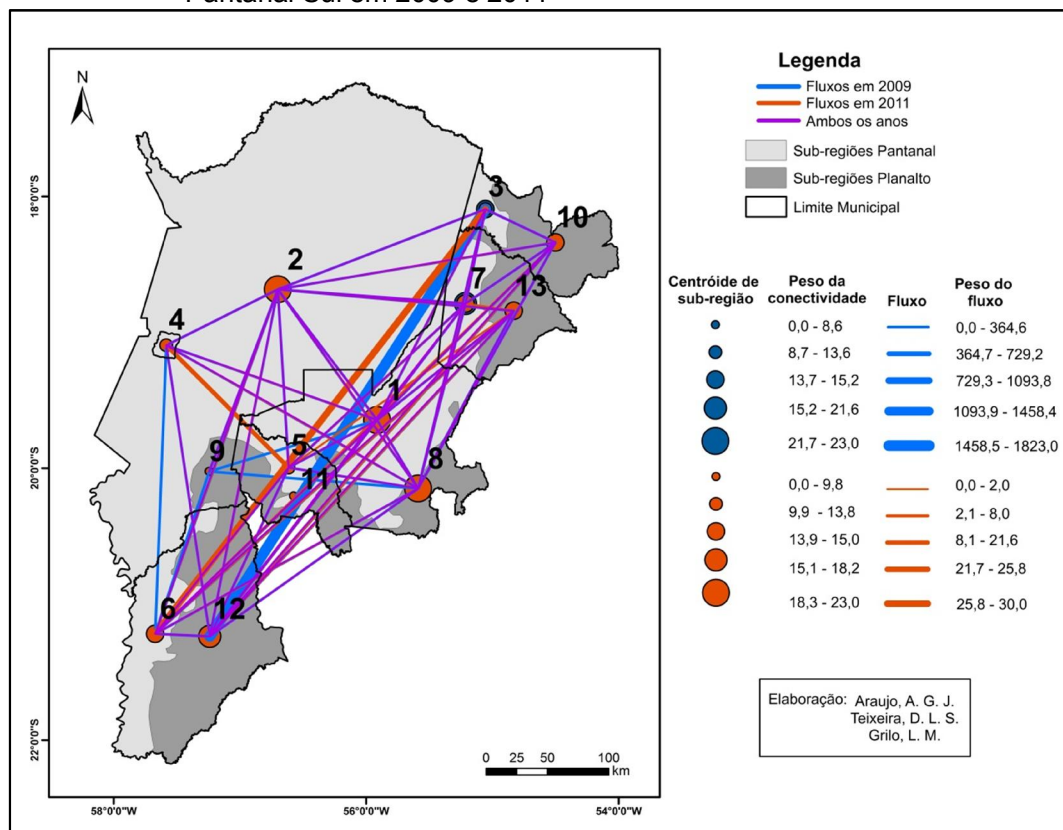 Pantanal Sul em 2009 e 2011
N
18°0'0"S
20°0'0"S
22°0'0"S
58°0'0"W
56°0'0"W
54°0'0"W
3
10
2
7
13
4
1
9
5
8
11
6
12
0 25 50 100
km
Legenda
Fluxos em 2009
Fluxos em 2011
Ambos os anos
Sub-regiões Pantanal
Sub-regiões Planalto
Limite Municipal
Centróide de sub-região
Peso da conectividade
Fluxo
Peso do fluxo
0,0 - 8,6 0,0 - 364,6
8,7 - 13,6 364,7 - 729,2
13,7 - 15,2 729,3 - 1093,8
15,2 - 21,6 1093,9 - 1458,4
21,7 - 23,0 1458,5 - 1823,0
0,0 - 9,8 0,0 - 2,0
9,9 - 13,8 2,1 - 8,0
13,9 - 15,0 8,1 - 21,6
15,1 - 18,2 21,7 - 25,8
18,3 - 23,0 25,8 - 30,0
Elaboração: Araujo, A. G. J.
Teixeira, D. L. S.
Grilo, L. M.